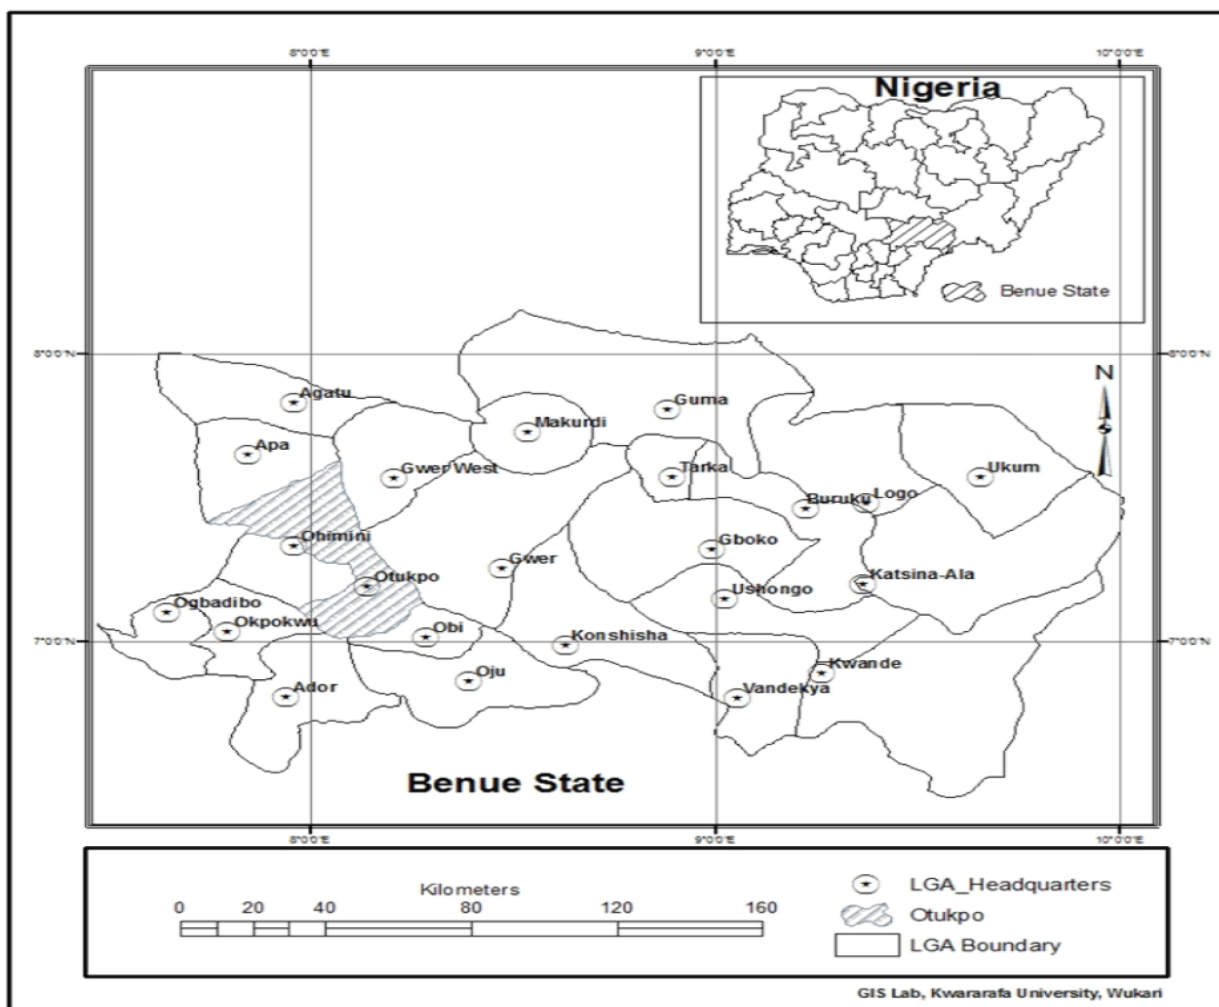 8°0'0"E 9°0'0"E 10°0'0"E
Nigeria
Benue State
8°0'0"N 8°0'0"N
N
Agatu
Guma
Makurdi
Apa
Gwer West
Tarka
Ukum
Buruku
Logo
Ohimini
Gboko
Gwer
Otukpo
Katsina-Ala
Ushongo
Ogbadibo
Okpokwu
Obi
Konshisha
7°0'0"N 7°0'0"N
Kwande
Oju
Ador
Vandekya
Benue State
8°0'0"E 9°0'0"E 10°0'0"E
Kilometers
0 20 40 80 120 160
LGA_Headquarters
Otukpo
LGA Boundary
GIS Lab, Kwararafa University, Wukari